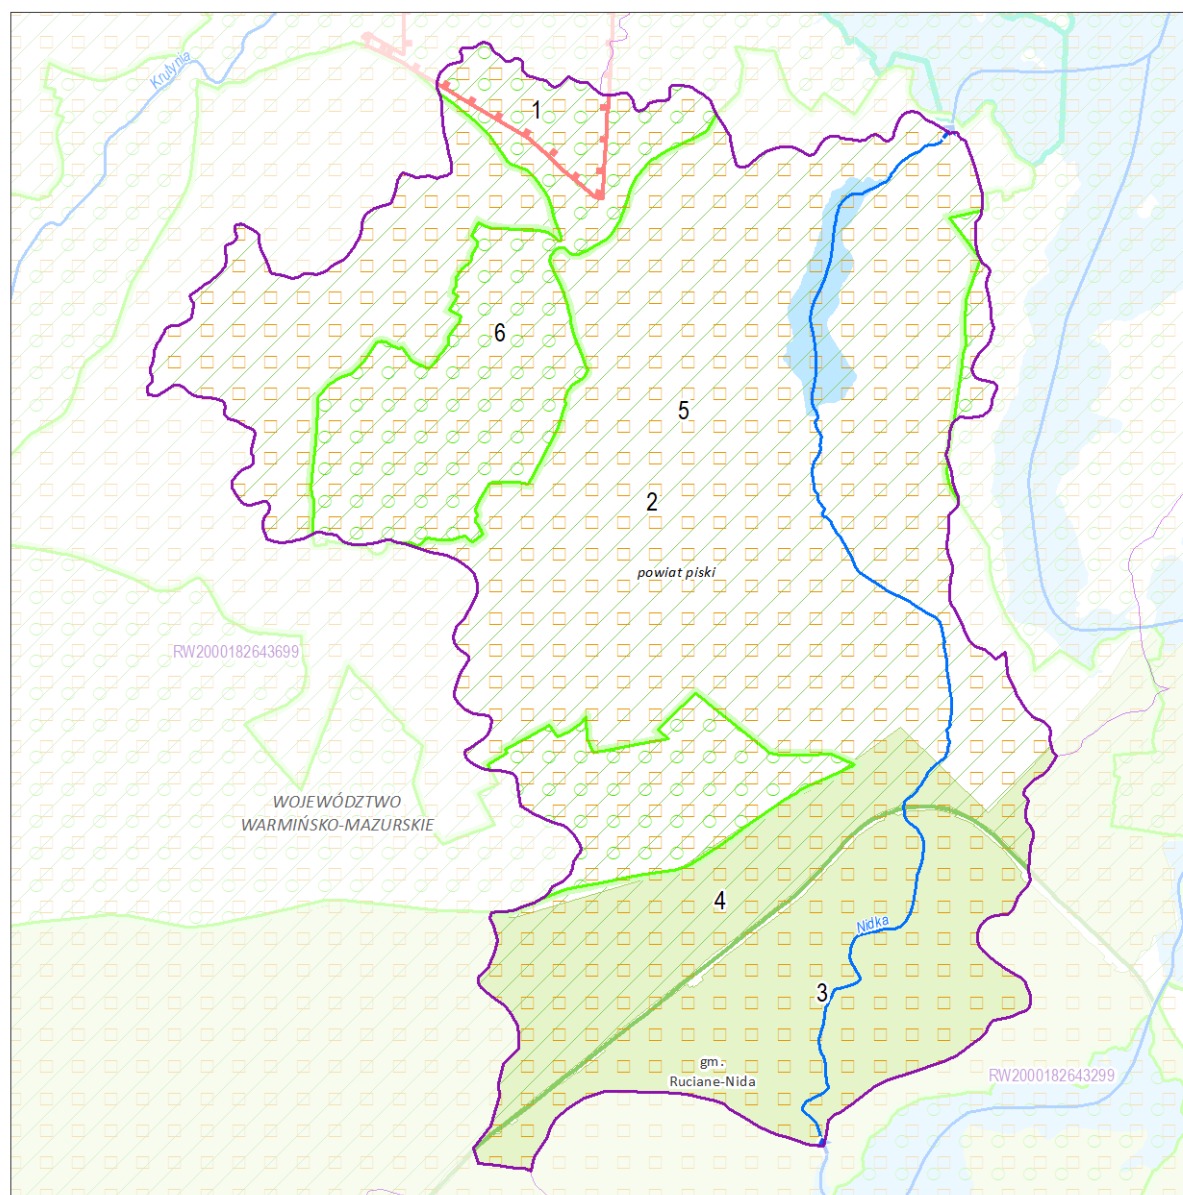 Krutynia
1
6
5
2
powiat piski
RW2000182643699
WOJEWÓDZTWO
WARMIŃSKO-MAZURSKIE
4
Nidka
3
gm.
Ruciane-Nida
RW2000182643299